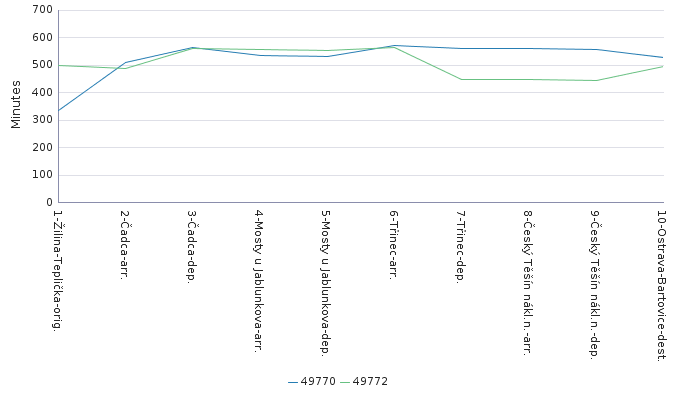 700
600
500
400
300
200
100
0
Minutes
1-Žilina-Teplička-orig.
2-Čadca-arr.
3-Čadca-dep.
4-Mosty u Jablunkova-arr.
5-Mosty u Jablunkova-dep.
6-Třinec-arr.
7-Třinec-dep.
8-Český Těšín nákl.n.-arr.
9-Český Těšín nákl.n.-dep.
10-Ostrava-Bartovice-dest.
49770 49772